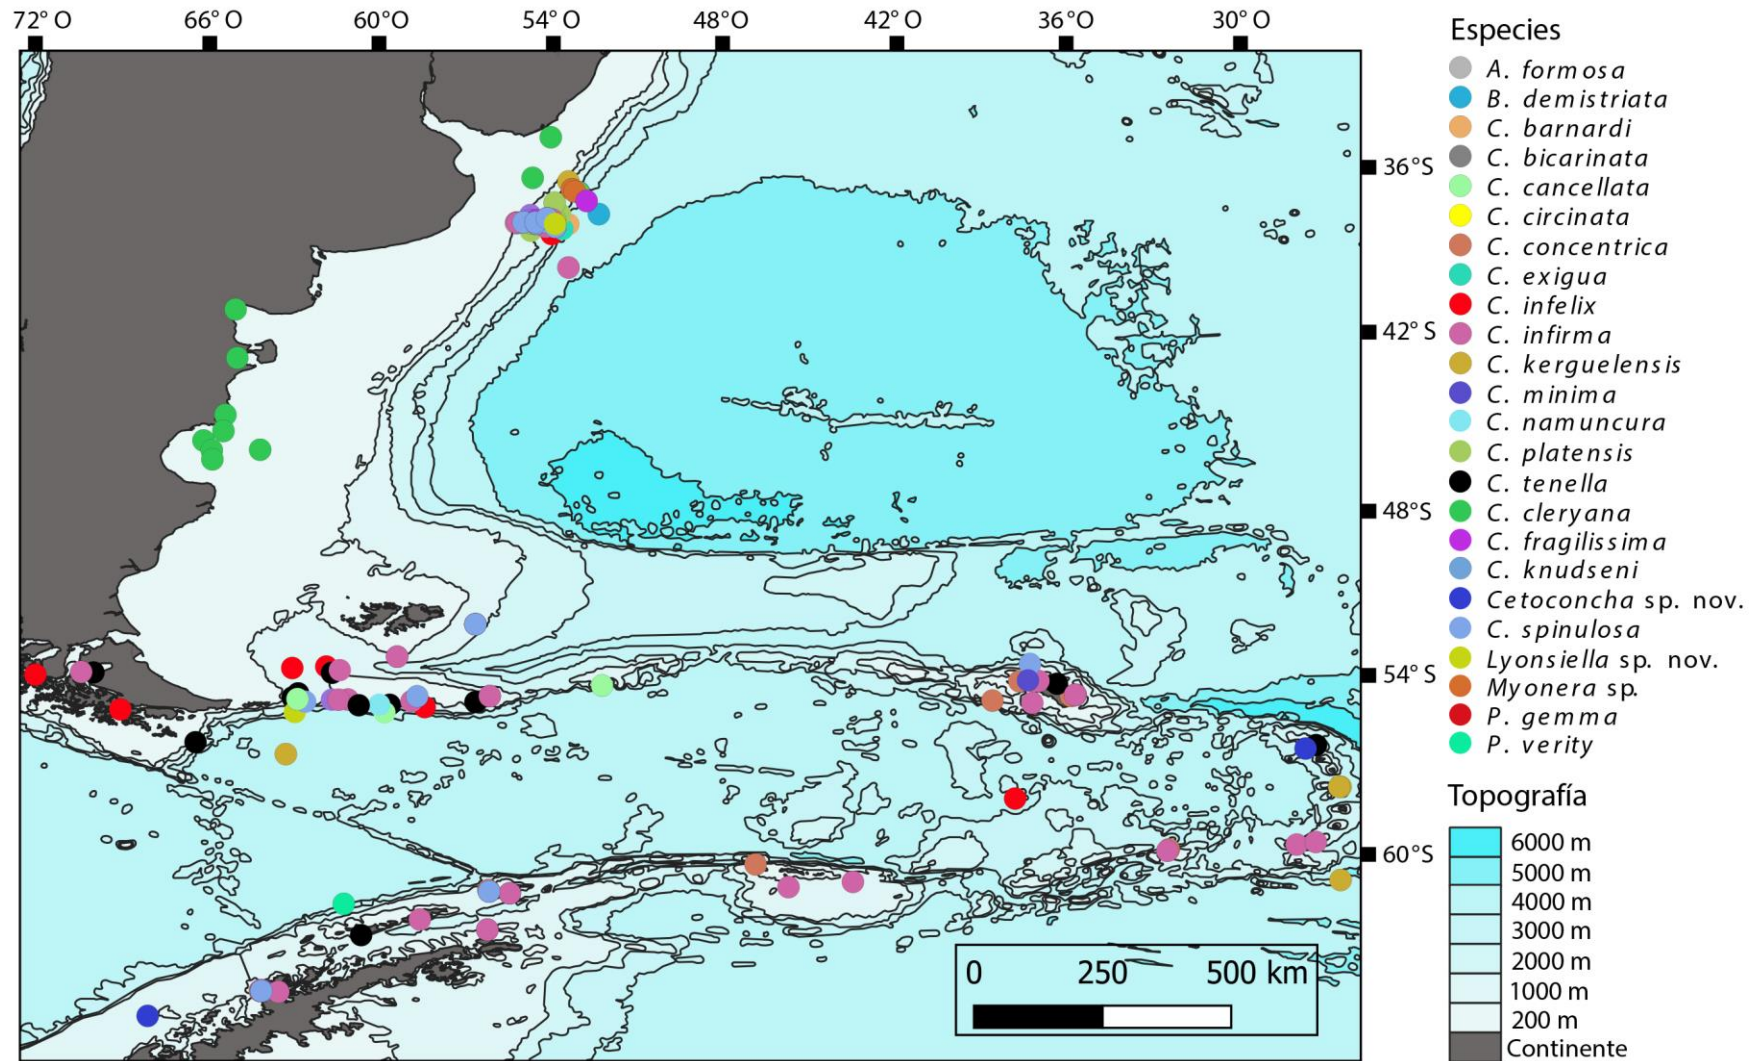 72° O 66° O 60° O 54° O 48° O 42° O 36° O 30° O
36°S
42°S
48°S
54°S
60°S
0 250 500 km
Especies
A. formosa
B. demistriata
C. barnardi
C. bicarinata
C. cancellata
C. circinata
C. concentrica
C. exigua
C. infelix
C. infirma
C. kerguelensis
C. minima
C. namuncura
C. platensis
C. tenella
C. cleryana
C. fragilissima
C. knudseni
Cetoconcha sp. nov.
C. spinulosa
Lyonsiella sp. nov.
Myonera sp.
P. gemma
P. verity
Topografía
6000 m
5000 m
4000 m
3000 m
2000 m
1000 m
200 m
Continente